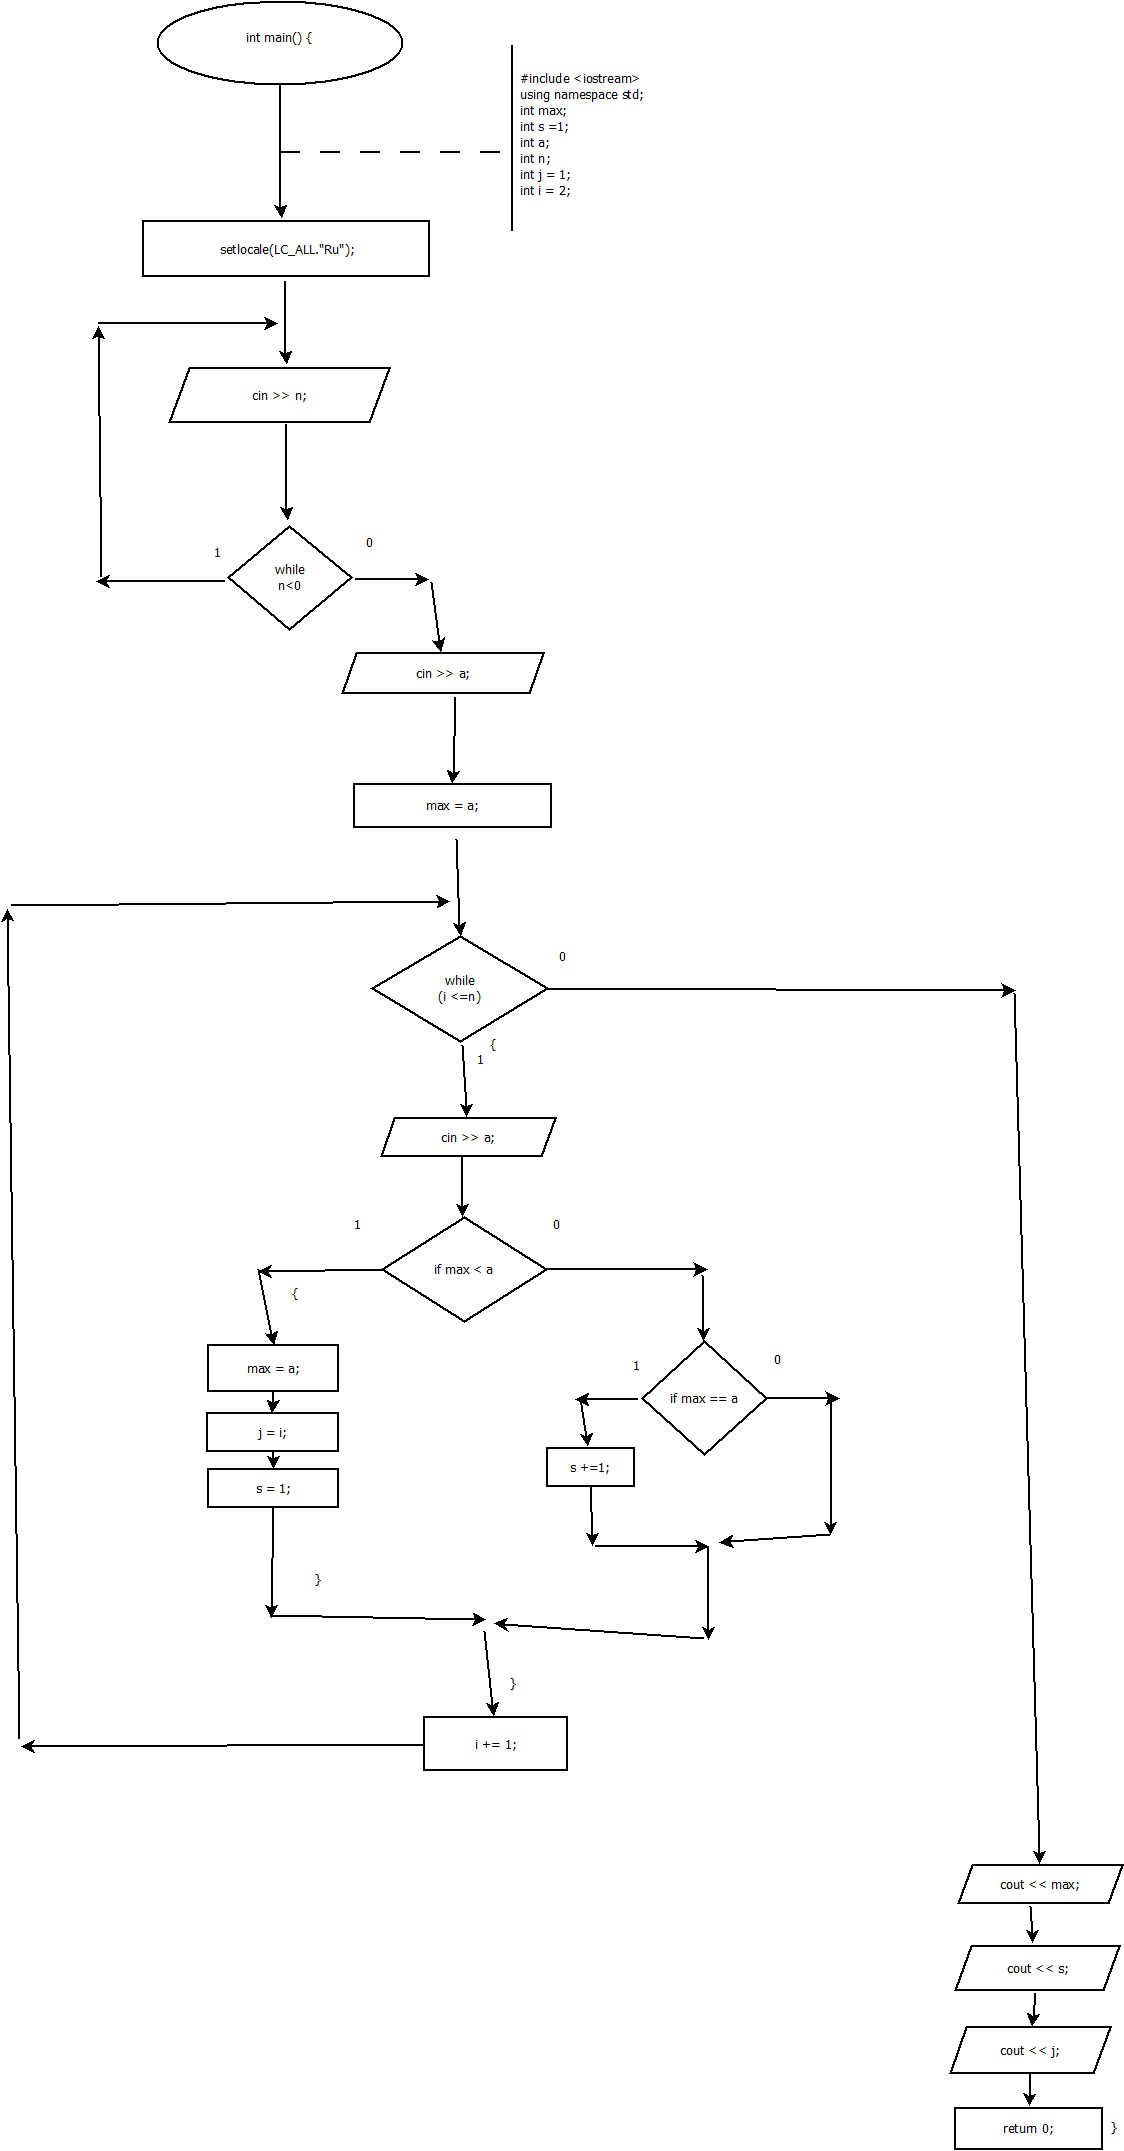 int main() {
#include <iostream>
using namespace std;
int max;
int s =1;
int a;
int n;
int j = 1;
int i = 2;
setlocale(LC_ALL."Ru");
cin >> n;
1
0
while
n<0
cin >> a;
max = a;
0
while
(i <=n)
{
1
cin >> a;
1
0
if max < a
{
max = a;
1
0
if max == a
j = i;
s +=1;
s = 1;
}
}
i += 1;
cout << max;
cout << s;
cout << j;
return 0;
}